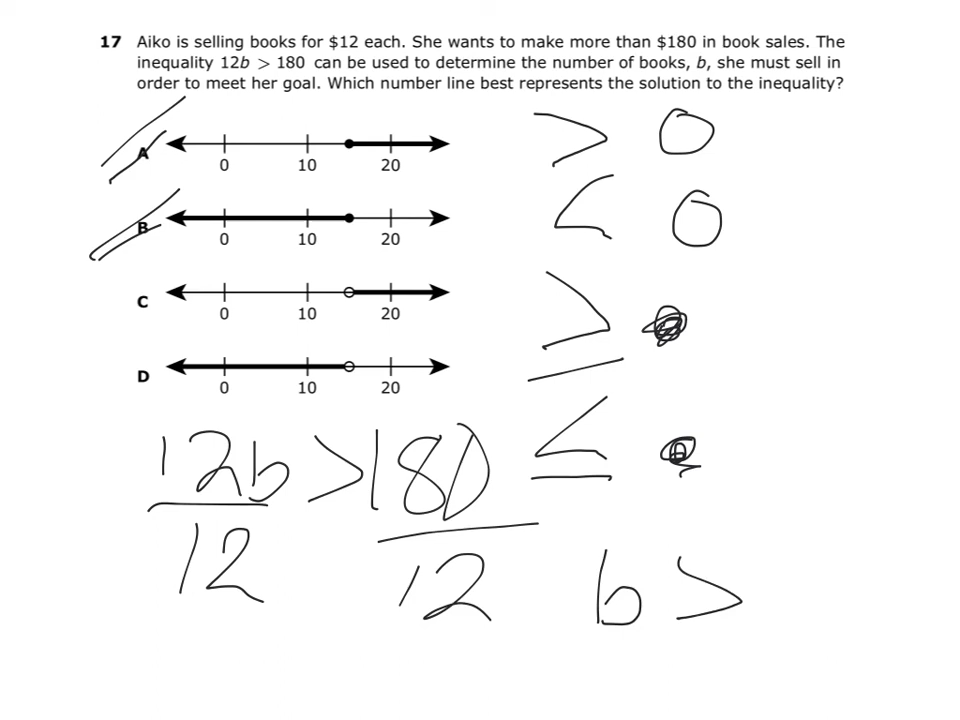 17 Aiko is selling books for $12 each. She wants to make more than $180 in book sales. The
inequality 12b > 180 can be used to determine the number of books, b, she must sell in
order to meet her goal. Which number line best represents the solution to the inequality?
A
0 10 20
B
0 10 20
C
0 10 20
D
0 10 20
> O
< O
≥ ●
≤ ●
12b > 180
12 12 b >